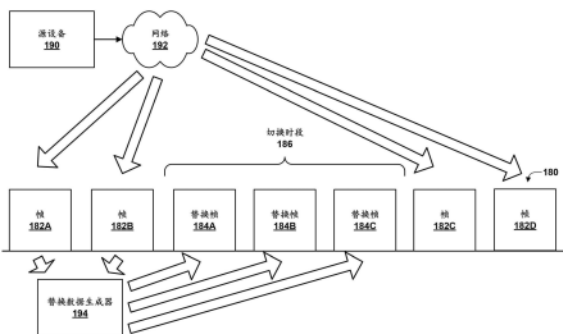 源设备
190
网络
192
切换时段
186
180
帧
182A
帧
182B
替换帧
184A
替换帧
184B
替换帧
184C
帧
182C
帧
182D
替换数据生成器
194